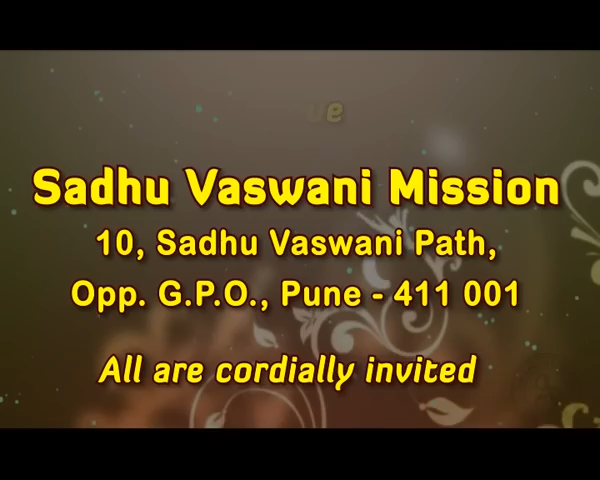 Sadhu Vaswani Mission
10, Sadhu Vaswani Path,
Opp. G.P.O., Pune - 411 001
All are cordially invited